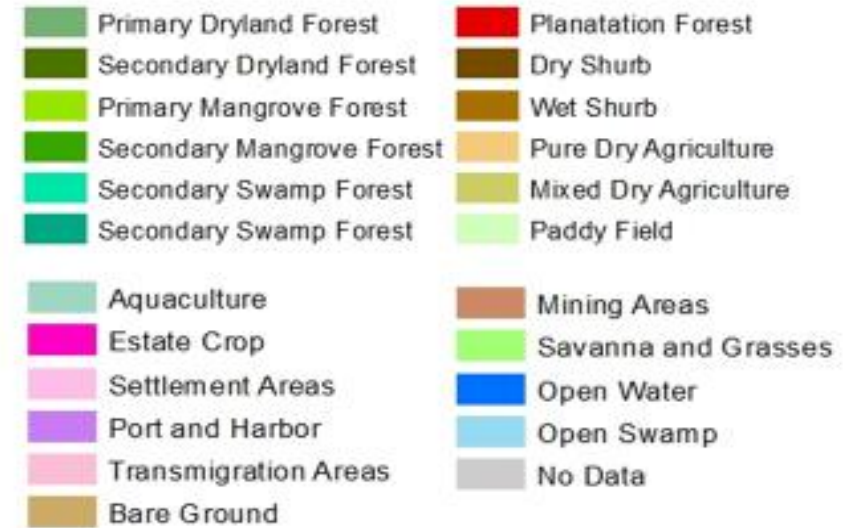 Primary Dryland Forest
Secondary Dryland Forest
Primary Mangrove Forest
Secondary Mangrove Forest
Secondary Swamp Forest
Secondary Swamp Forest
Planatation Forest
Dry Shurb
Wet Shurb
Pure Dry Agriculture
Mixed Dry Agriculture
Paddy Field
Aquaculture
Estate Crop
Settlement Areas
Port and Harbor
Transmigration Areas
Bare Ground
Mining Areas
Savanna and Grasses
Open Water
Open Swamp
No Data